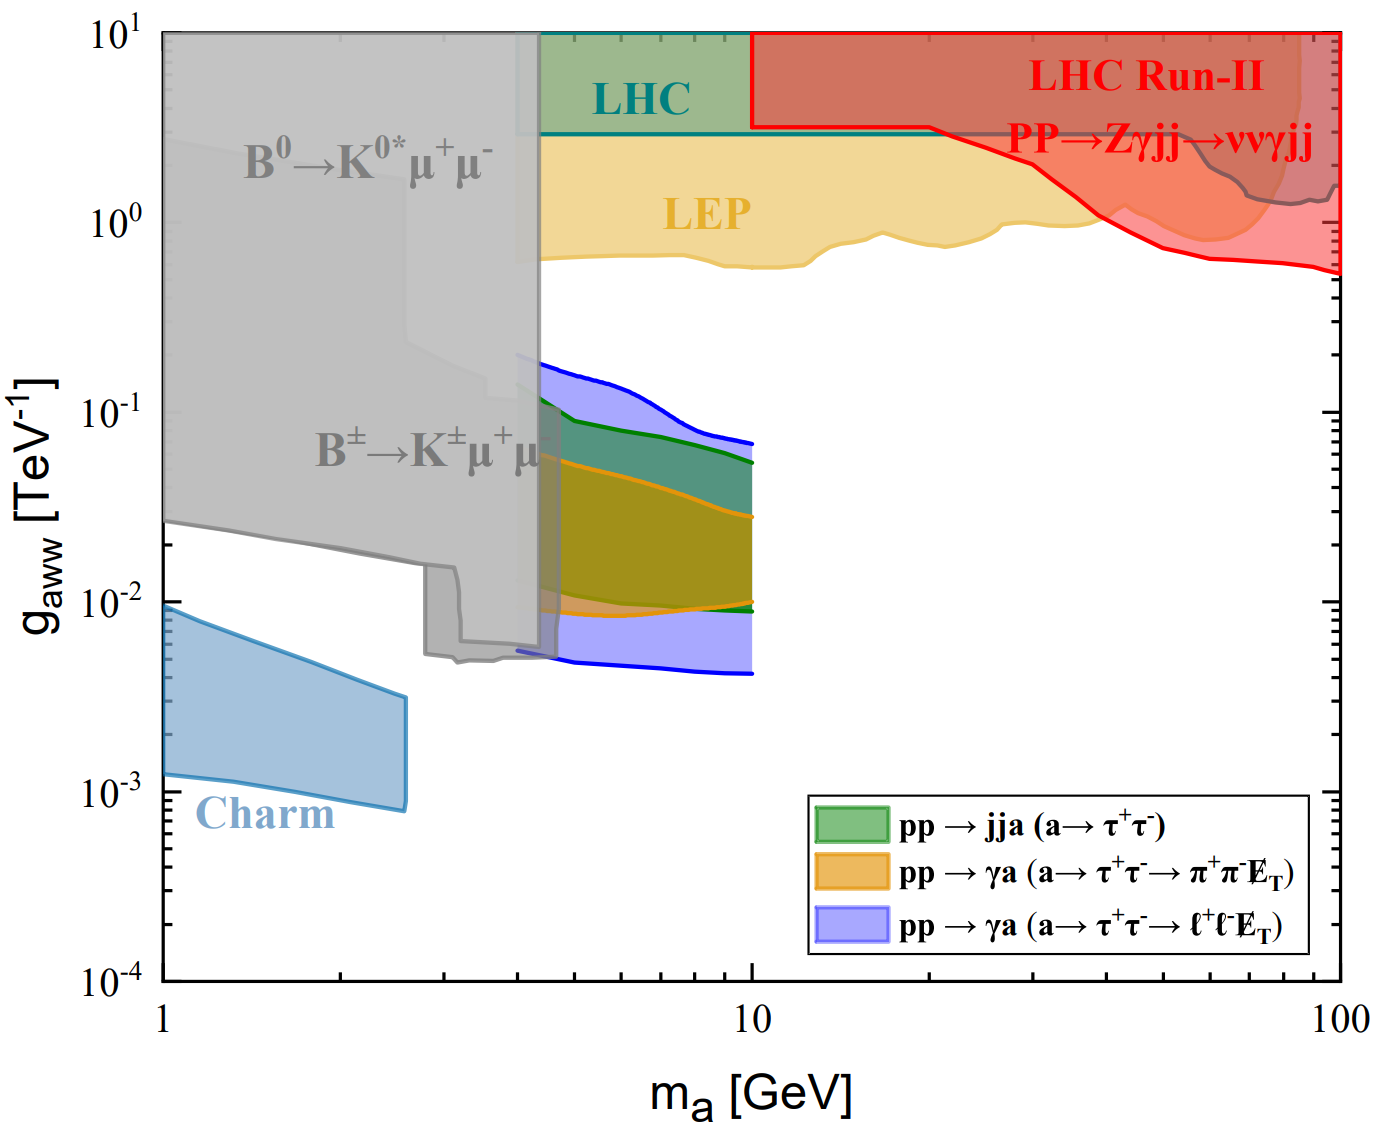 10¹
10⁰
10⁻¹
10⁻²
10⁻³
10⁻⁴
g_aww [TeV⁻¹]
LHC
LHC Run-II
PP→Zγjj→ννγjj
B⁰→K⁰*μ⁺μ⁻
LEP
B±→K±μ⁺μ⁻
Charm
pp → jja (a→ τ⁺τ⁻)
pp → γa (a→ τ⁺τ⁻→ π⁺π⁻E̸_T)
pp → γa (a→ τ⁺τ⁻→ ℓ⁺ℓ⁻E̸_T)
1 10 100
m_a [GeV]